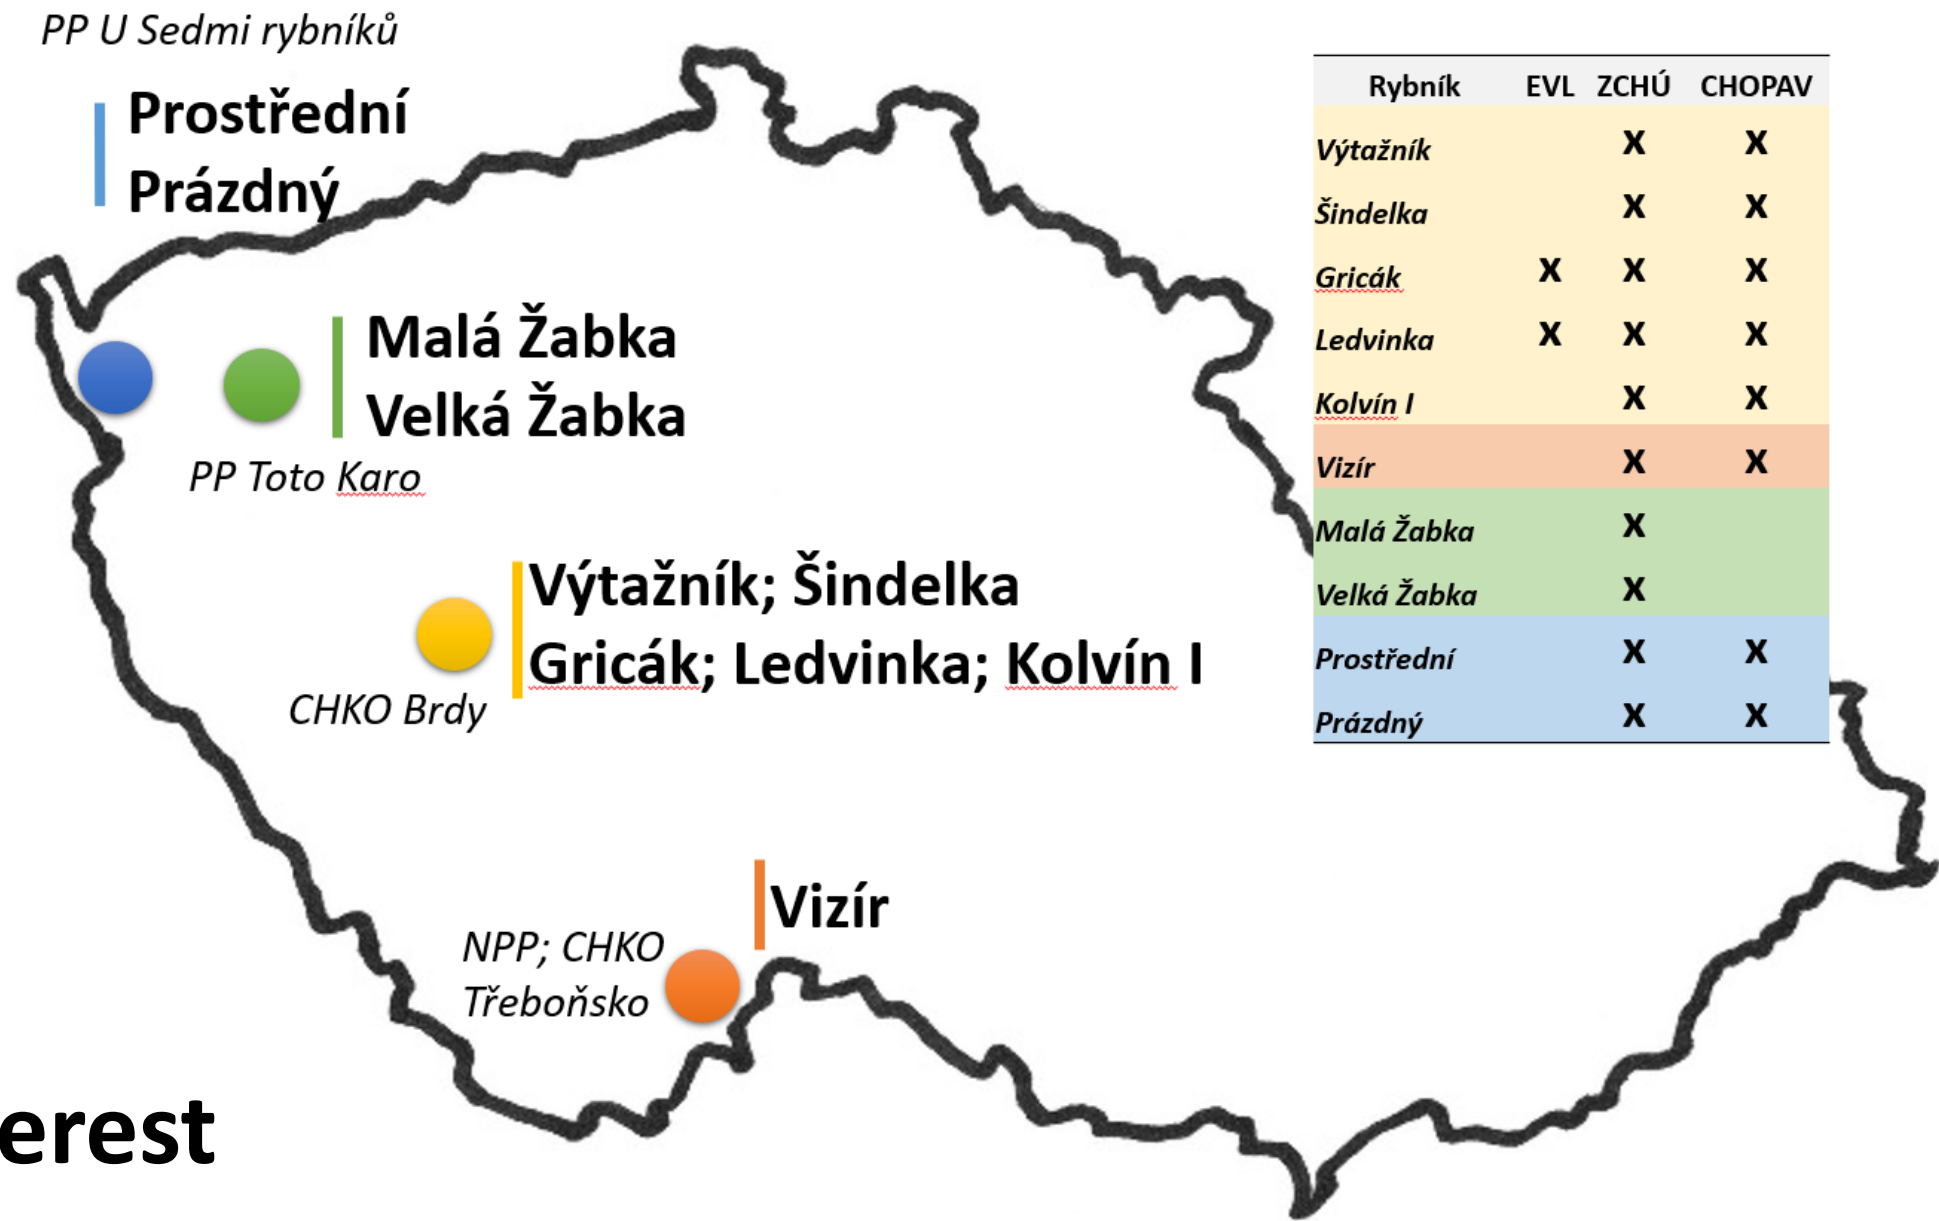 PP U Sedmi rybníků
Prostřední
Prázdný
Malá Žabka
Velká Žabka
PP Toto Karo
Výtažník; Šindelka
Gricák; Ledvinka; Kolvín I
CHKO Brdy
Vizír
NPP; CHKO
Třeboňsko
erest
Rybník EVL ZCHÚ CHOPAV
Výtažník X X
Šindelka X X
Gricák X X X
Ledvinka X X X
Kolvín I X X
Vizír X X
Malá Žabka X
Velká Žabka X
Prostřední X X
Prázdný X X